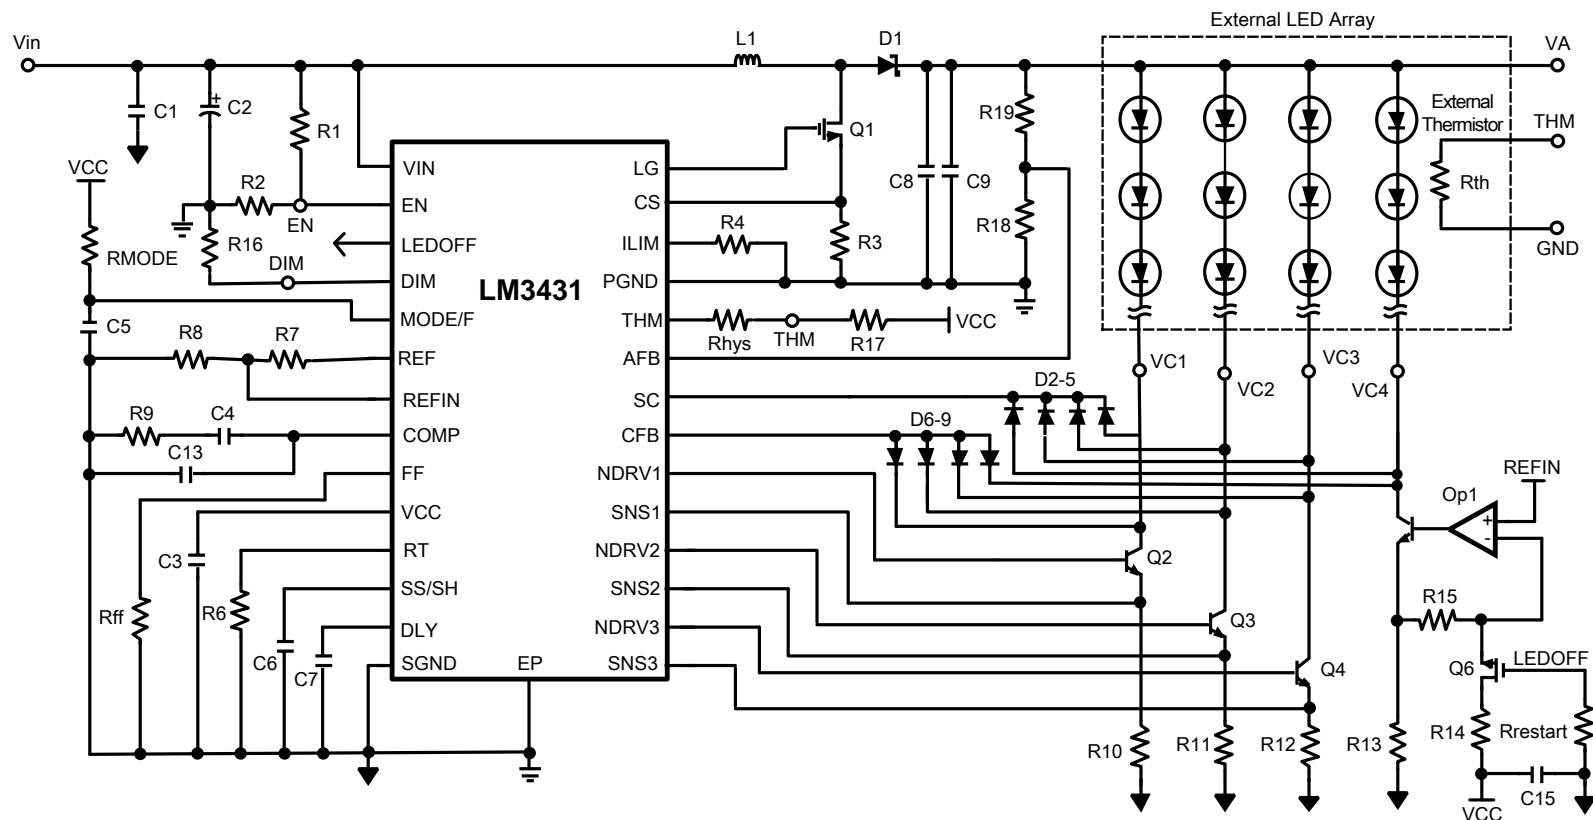 External LED Array
Vin
L1
D1
VA
C1
+
C2
R1
Q1
R19
External
Thermistor
THM
VCC
VIN
LG
C8
C9
Rth
R2
EN
EN
CS
R16
LEDOFF
ILIM
R4
R3
R18
GND
RMODE
DIM
DIM
LM3431
PGND
C5
MODE/F
THM
Rhys
THM
R17
VCC
R8
R7
REF
AFB
VC1
VC2
VC3
VC4
REFIN
SC
D2-5
R9
C4
COMP
CFB
D6-9
C13
FF
NDRV1
REFIN
Op1
+
-
VCC
SNS1
C3
RT
NDRV2
Q2
SS/SH
SNS2
Rff
R6
R15
DLY
NDRV3
Q3
C6
C7
SGND
EP
SNS3
Q4
Q6
LEDOFF
R10
R11
R12
R13
R14
Rrestart
C15
VCC